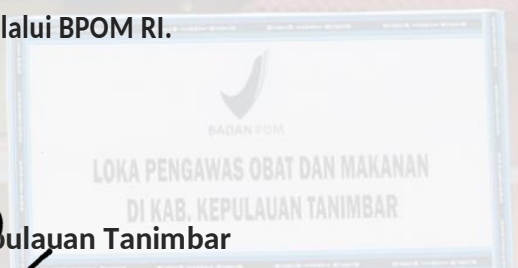 lalui BPOM RI.
BADAN POM
LOKA PENGAWAS OBAT DAN MAKANAN
DI KAB. KEPULAUAN TANIMBAR
pulauan Tanimbar